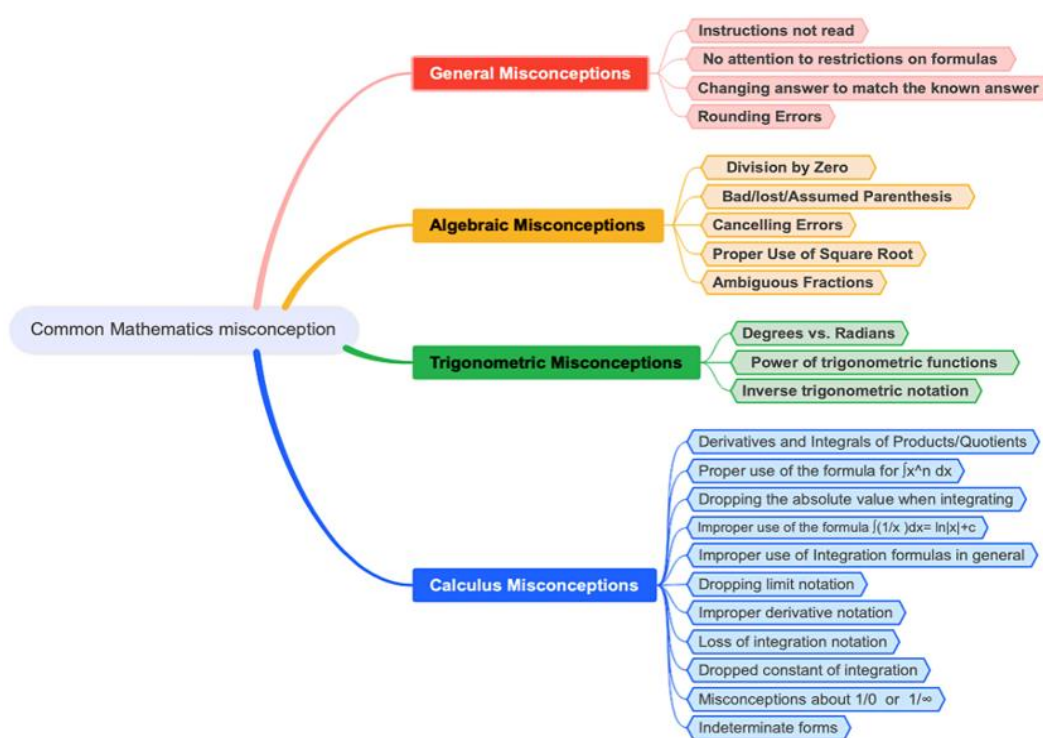 Common Mathematics misconception
General Misconceptions
Instructions not read
No attention to restrictions on formulas
Changing answer to match the known answer
Rounding Errors
Algebraic Misconceptions
Division by Zero
Bad/lost/Assumed Parenthesis
Cancelling Errors
Proper Use of Square Root
Ambiguous Fractions
Trigonometric Misconceptions
Degrees vs. Radians
Power of trigonometric functions
Inverse trigonometric notation
Calculus Misconceptions
Derivatives and Integrals of Products/Quotients
Proper use of the formula for ∫x^n dx
Dropping the absolute value when integrating
Improper use of the formula ∫(1/x )dx= ln|x|+c
Improper use of Integration formulas in general
Dropping limit notation
Improper derivative notation
Loss of integration notation
Dropped constant of integration
Misconceptions about 1/0 or 1/∞
Indeterminate forms